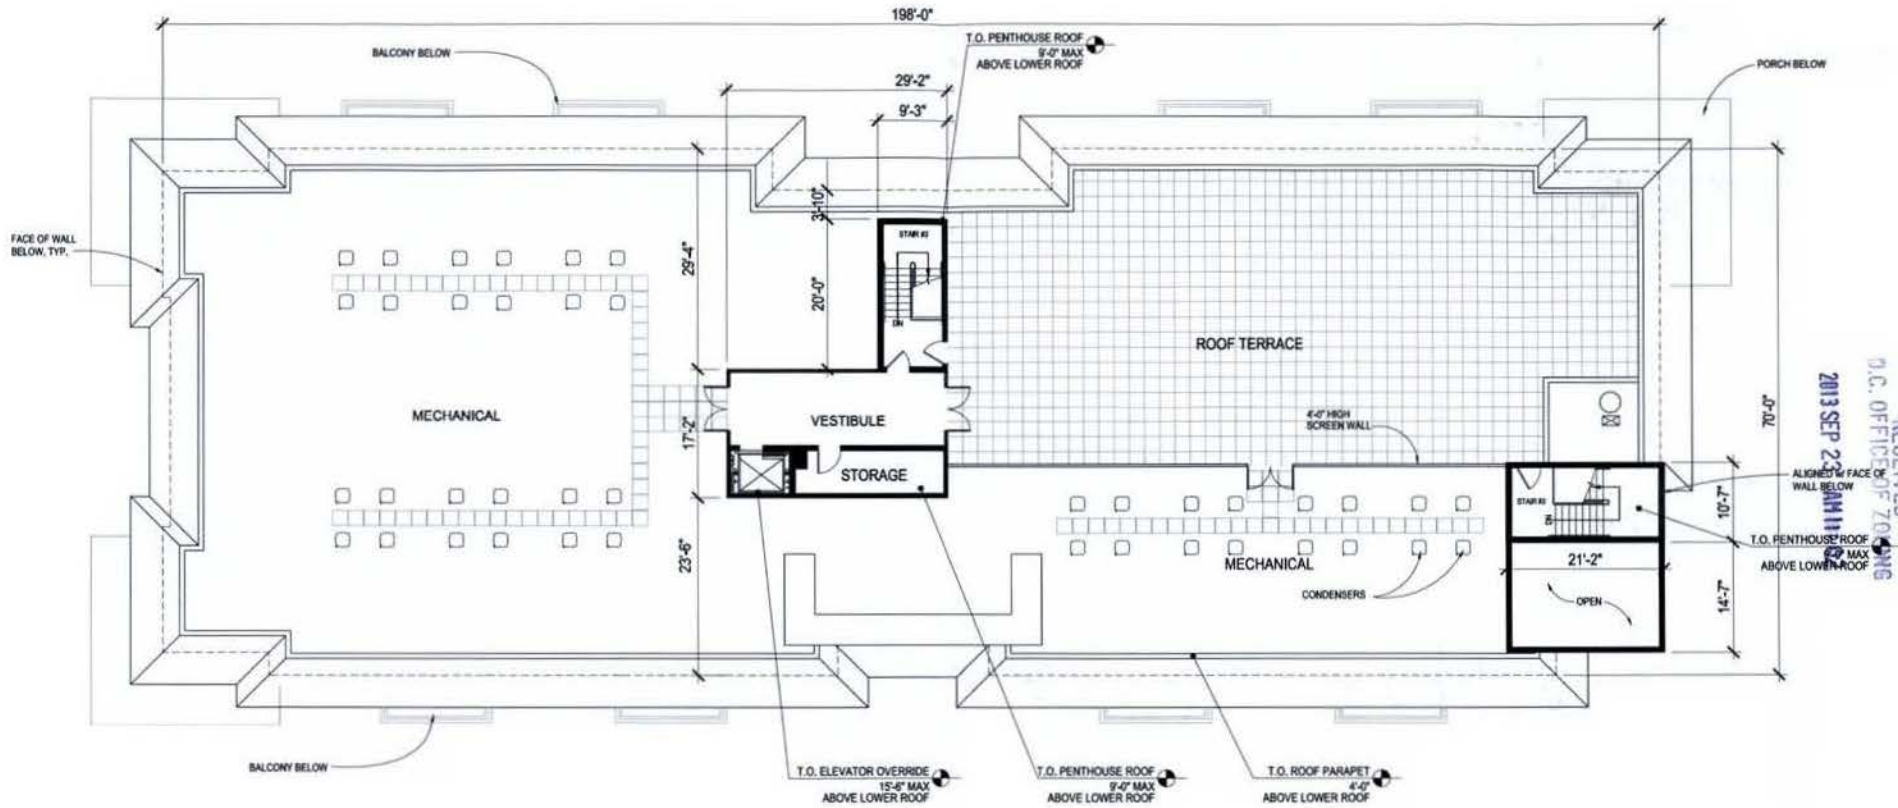 198'-0"
T.O. PENTHOUSE ROOF
9'-0" MAX
ABOVE LOWER ROOF
BALCONY BELOW
PORCH BELOW
29'-2"
9'-3"
3'-10"
FACE OF WALL
BELOW, TYP.
STAIR #2
29'-4"
20'-0"
DN
ROOF TERRACE
D.C. OFFICE OF ZONING
2013 SEP 23 AM 11:
70'-0"
MECHANICAL
VESTIBULE
4'-0" HIGH
SCREEN WALL
17'-2"
STORAGE
ALIGNED w/ FACE OF
WALL BELOW
STAIR
DN
10'-7"
T.O. PENTHOUSE ROOF
9'-0" MAX
ABOVE LOWER ROOF
23'-6"
MECHANICAL
21'-2"
CONDENSERS
OPEN
14'-7"
BALCONY BELOW
T.O. ELEVATOR OVERRIDE
15'-6" MAX
ABOVE LOWER ROOF
T.O. PENTHOUSE ROOF
9'-0" MAX
ABOVE LOWER ROOF
T.O. ROOF PARAPET
4'-0"
ABOVE LOWER ROOF